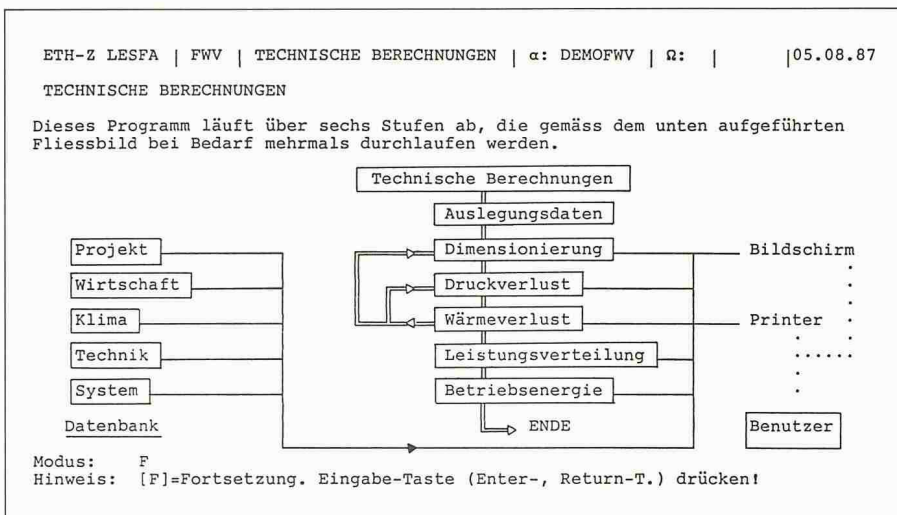 ETH-Z LESFA | FWV | TECHNISCHE BERECHNUNGEN | α: DEMOFWV | Ω: | |05.08.87
TECHNISCHE BERECHNUNGEN
Dieses Programm läuft über sechs Stufen ab, die gemäss dem unten aufgeführten
Fliessbild bei Bedarf mehrmals durchlaufen werden.
Technische Berechnungen
Auslegungsdaten
Projekt
Dimensionierung
Bildschirm
Wirtschaft
Druckverlust
Klima
Wärmeverlust
Printer
Technik
Leistungsverteilung
System
Betriebsenergie
Datenbank
ENDE
Benutzer
Modus: F
Hinweis: [F]=Fortsetzung. Eingabe-Taste (Enter-, Return-T.) drücken!